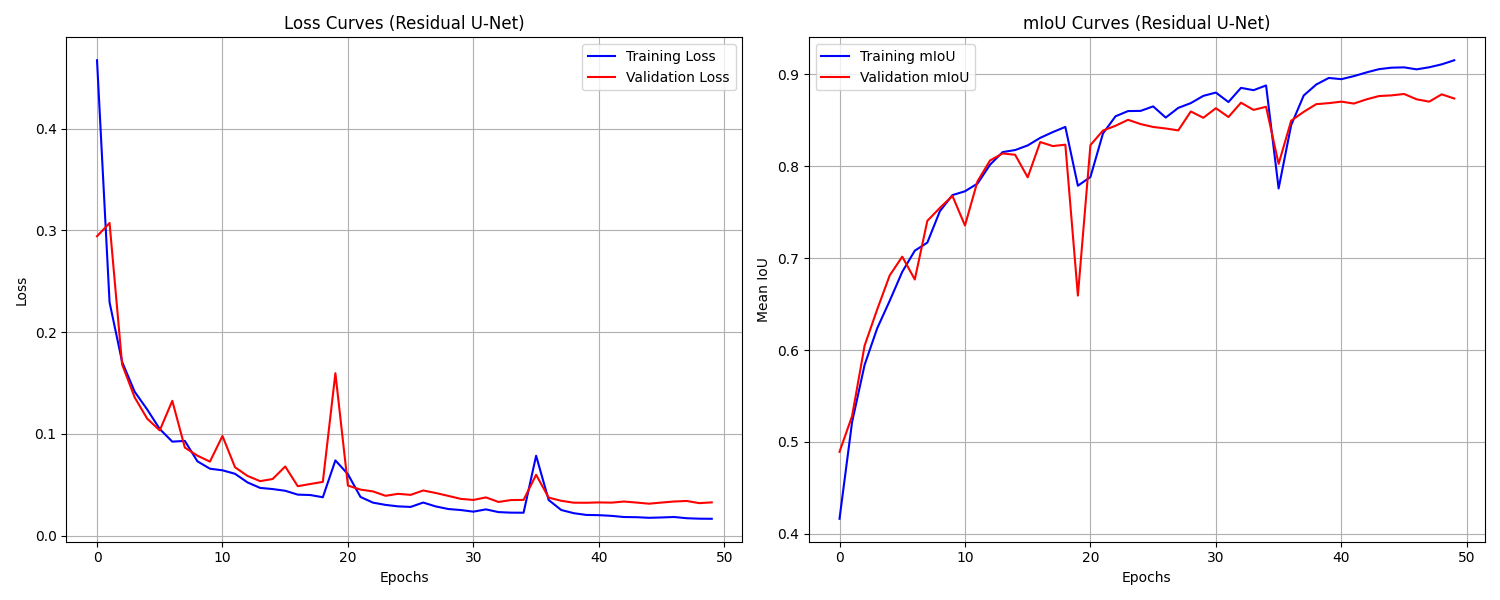 Loss Curves (Residual U-Net)
Training Loss
Validation Loss
0.4
0.3
0.2
0.1
0.0
Loss
0 10 20 30 40 50
Epochs
mIoU Curves (Residual U-Net)
Training mIoU
Validation mIoU
0.9
0.8
0.7
0.6
0.5
0.4
Mean IoU
0 10 20 30 40 50
Epochs